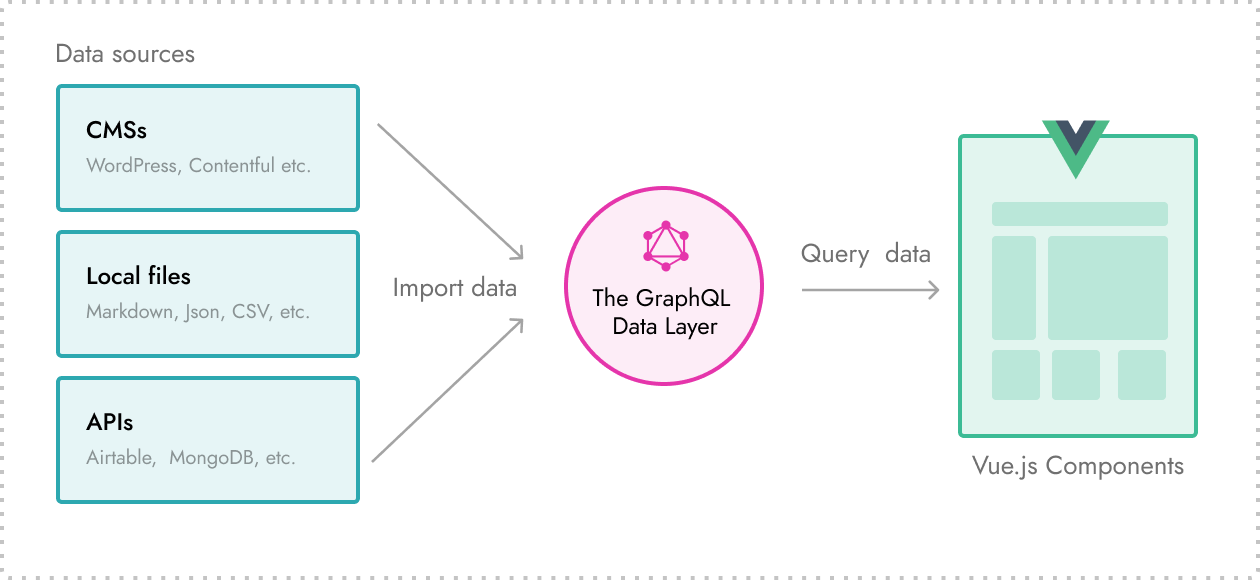 Data sources
CMSs
WordPress, Contentful etc.
Local files
Markdown, Json, CSV, etc.
APIs
Airtable,  MongoDB, etc.
Import data
The GraphQL
Data Layer
Query  data
Vue.js Components